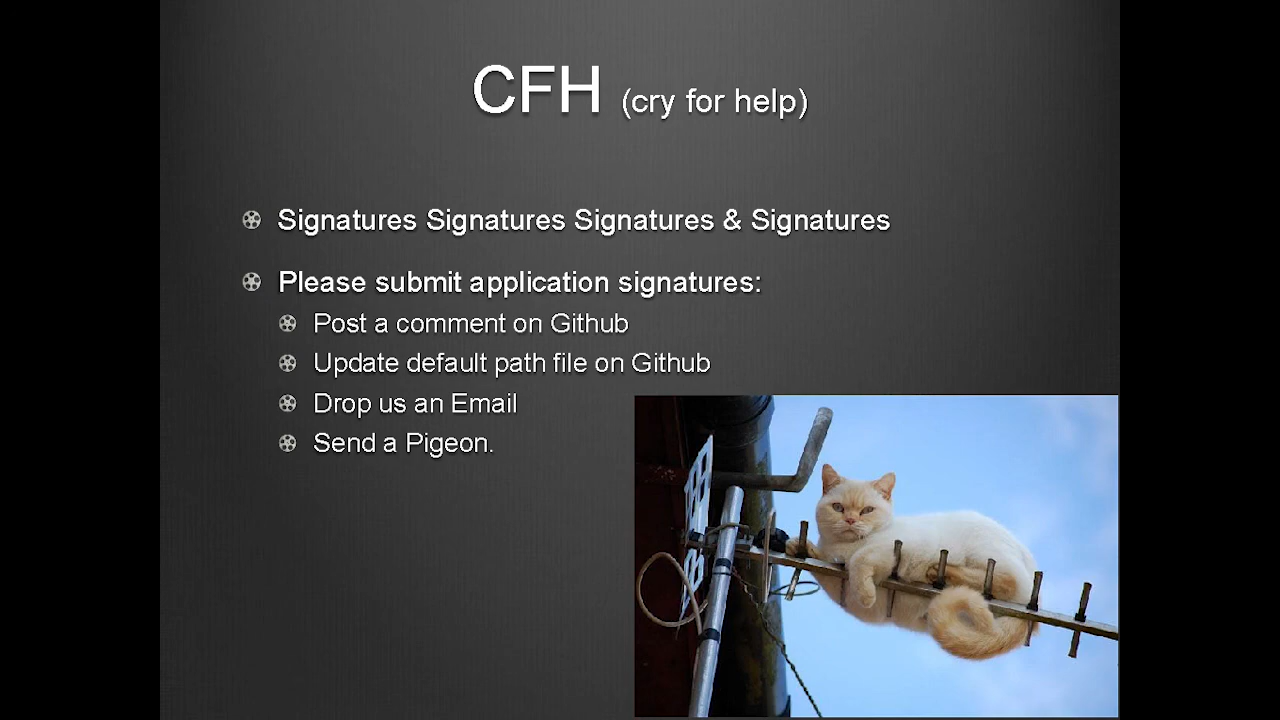 CFH (cry for help)
Signatures Signatures Signatures & Signatures
Please submit application signatures:
Post a comment on Github
Update default path file on Github
Drop us an Email
Send a Pigeon.